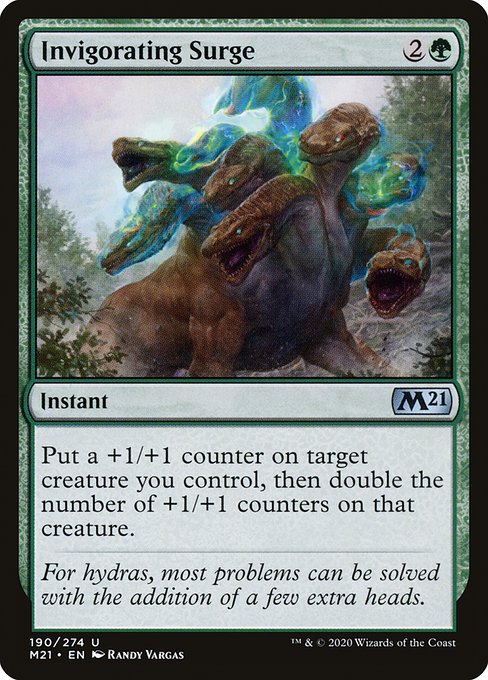 Invigorating Surge 2
Instant M21
Put a +1/+1 counter on target
creature you control, then double the
number of +1/+1 counters on that
creature.
For hydras, most problems can be solved
with the addition of a few extra heads.
190/274 U ™ & © 2020 Wizards of the Coast
M21 • EN Randy Vargas